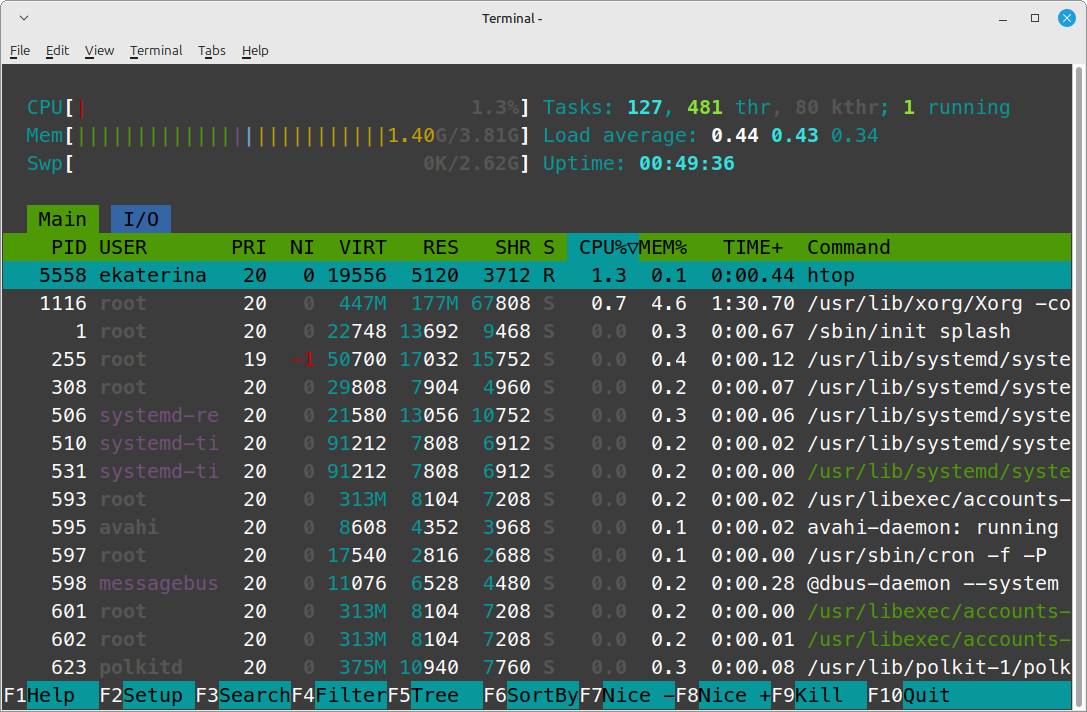 Terminal -
File Edit View Terminal Tabs Help
CPU[| 1.3%] Tasks: 127, 481 thr, 80 kthr; 1 running
Mem[||||||||||||||||||||||||||1.40G/3.81G] Load average: 0.44 0.43 0.34
Swp[ 0K/2.62G] Uptime: 00:49:36
Main I/O
PID USER PRI NI VIRT RES SHR S CPU%▽MEM% TIME+ Command
5558 ekaterina 20 0 19556 5120 3712 R 1.3 0.1 0:00.44 htop
1116 root 20 0 447M 177M 67808 S 0.7 4.6 1:30.70 /usr/lib/xorg/Xorg -co
1 root 20 0 22748 13692 9468 S 0.0 0.3 0:00.67 /sbin/init splash
255 root 19 -1 50700 17032 15752 S 0.0 0.4 0:00.12 /usr/lib/systemd/syste
308 root 20 0 29808 7904 4960 S 0.0 0.2 0:00.07 /usr/lib/systemd/syste
506 systemd-re 20 0 21580 13056 10752 S 0.0 0.3 0:00.06 /usr/lib/systemd/syste
510 systemd-ti 20 0 91212 7808 6912 S 0.0 0.2 0:00.02 /usr/lib/systemd/syste
531 systemd-ti 20 0 91212 7808 6912 S 0.0 0.2 0:00.00 /usr/lib/systemd/syste
593 root 20 0 313M 8104 7208 S 0.0 0.2 0:00.02 /usr/libexec/accounts-
595 avahi 20 0 8608 4352 3968 S 0.0 0.1 0:00.02 avahi-daemon: running
597 root 20 0 17540 2816 2688 S 0.0 0.1 0:00.00 /usr/sbin/cron -f -P
598 messagebus 20 0 11076 6528 4480 S 0.0 0.2 0:00.28 @dbus-daemon --system
601 root 20 0 313M 8104 7208 S 0.0 0.2 0:00.00 /usr/libexec/accounts-
602 root 20 0 313M 8104 7208 S 0.0 0.2 0:00.01 /usr/libexec/accounts-
623 polkitd 20 0 375M 10940 7760 S 0.0 0.3 0:00.08 /usr/lib/polkit-1/polk
F1Help F2Setup F3SearchF4FilterF5Tree F6SortByF7Nice -F8Nice +F9Kill F10Quit